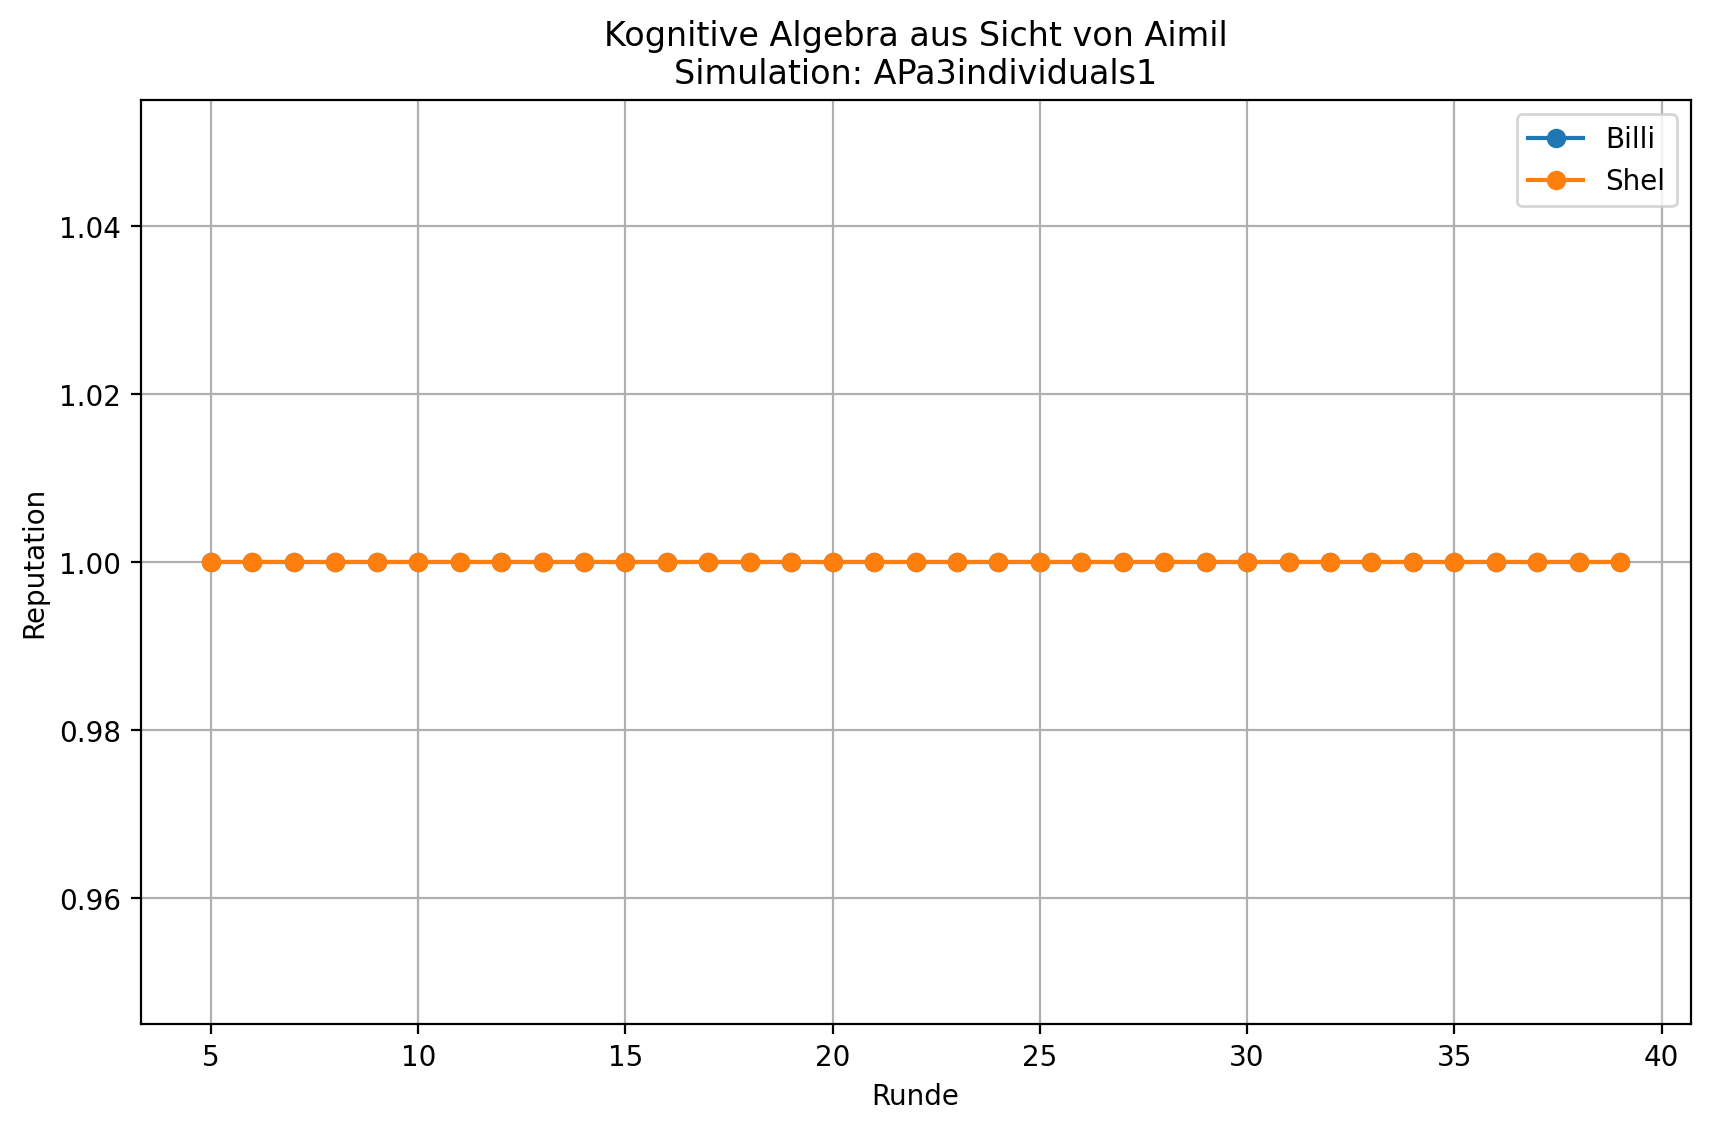 Kognitive Algebra aus Sicht von Aimil
Simulation: APa3individuals1
Billi
Shel
1.04
1.02
1.00
0.98
0.96
Reputation
5 10 15 20 25 30 35 40
Runde